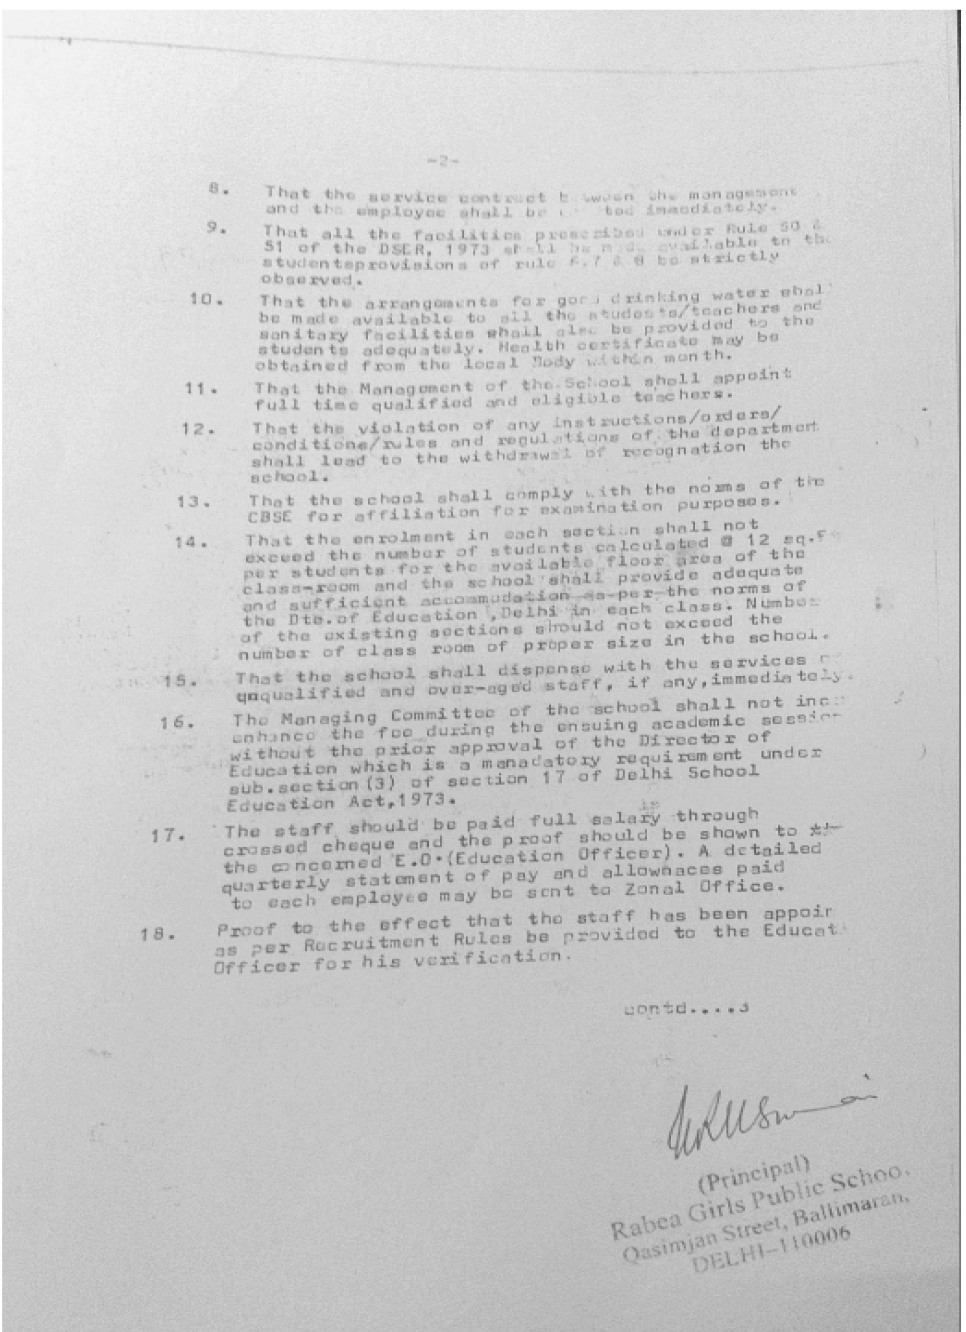 -2-
8. That the service contract between the management
and the employee shall be immediately.
9. That all the facilities prescribed under Rule 50 &
51 of the DSER, 1973 shall be made available to the
studentsprovisions of rule 6.7 & 8 be strictly
observed.
10. That the arrangements for good drinking water shal
be made available to all the students/teachers and
sanitary facilities shall also be provided to the
students adequately. Health certificate may be
obtained from the local Body within month.
11. That the Management of the School shall appoint
full time qualified and eligible teachers.
12. That the violation of any instructions/orders/
conditions/rules and regulations of the department
shall lead to the withdrawal of recognation the
school.
13. That the school shall comply with the norms of the
CBSE for affiliation for examination purposes.
14. That the enrolment in each section shall not
exceed the number of students calculated @ 12 sq.F
per students for the available floor area of the
class-room and the school shall provide adequate
and sufficient accommodation as per the norms of
the Dte.of Education ,Delhi in each class. Number
of the existing sections should not exceed the
number of class room of proper size in the school.
15. That the school shall dispense with the services
qnqualified and over-aged staff, if any,immediately.
16. The Managing Committee of the school shall not inc
enhance the fee during the ensuing academic session
without the prior approval of the Director of
Education which is a manadatory requirement under
sub.section(3) of section 17 of Delhi School
Education Act,1973.
17. The staff should be paid full salary through
crossed cheque and the proof should be shown to
the concerned E.O.(Education Officer). A detailed
quarterly statement of pay and allownaces paid
to each employee may be sent to Zonal Office.
18. Proof to the effect that the staff has been appoin
as per Recruitment Rules be provided to the Educat
Officer for his verification.
contd....3
(Principal)
Rabea Girls Public Schoo
Qasimjan Street, Ballimaran,
DELHI-110006